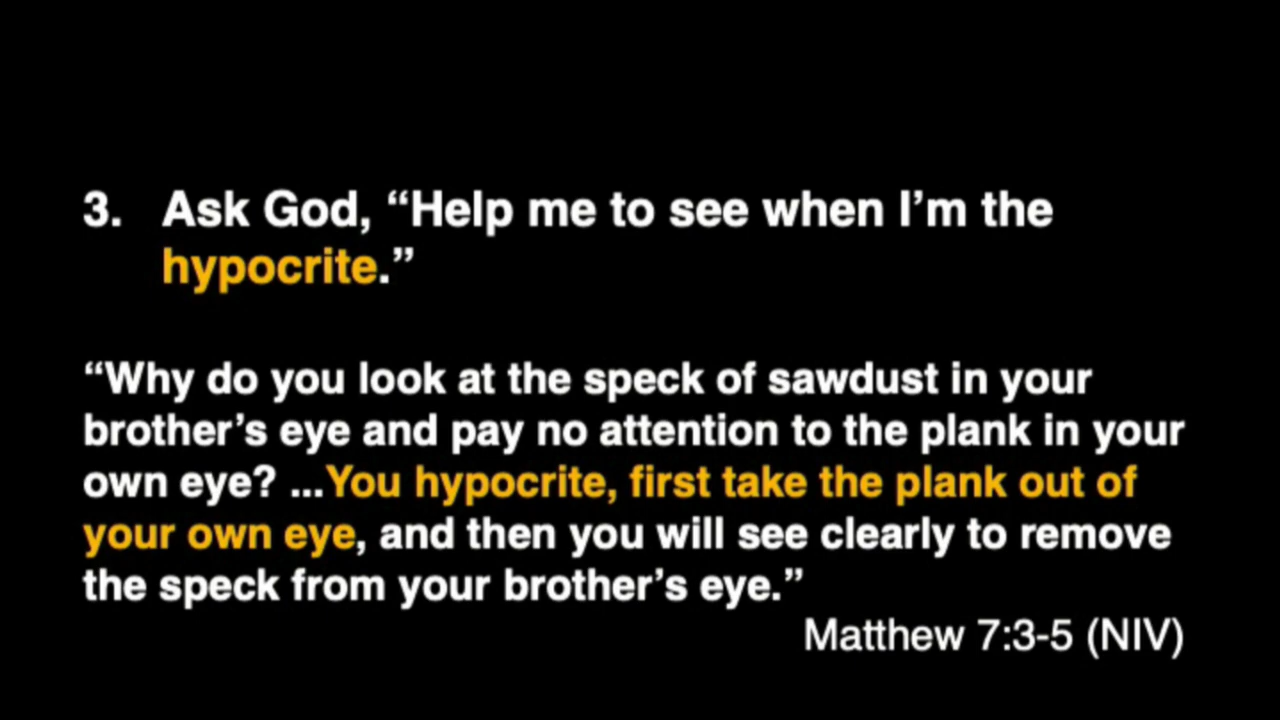 3. Ask God, “Help me to see when I’m the
hypocrite.”
“Why do you look at the speck of sawdust in your
brother’s eye and pay no attention to the plank in your
own eye? ...You hypocrite, first take the plank out of
your own eye, and then you will see clearly to remove
the speck from your brother’s eye.”
Matthew 7:3-5 (NIV)